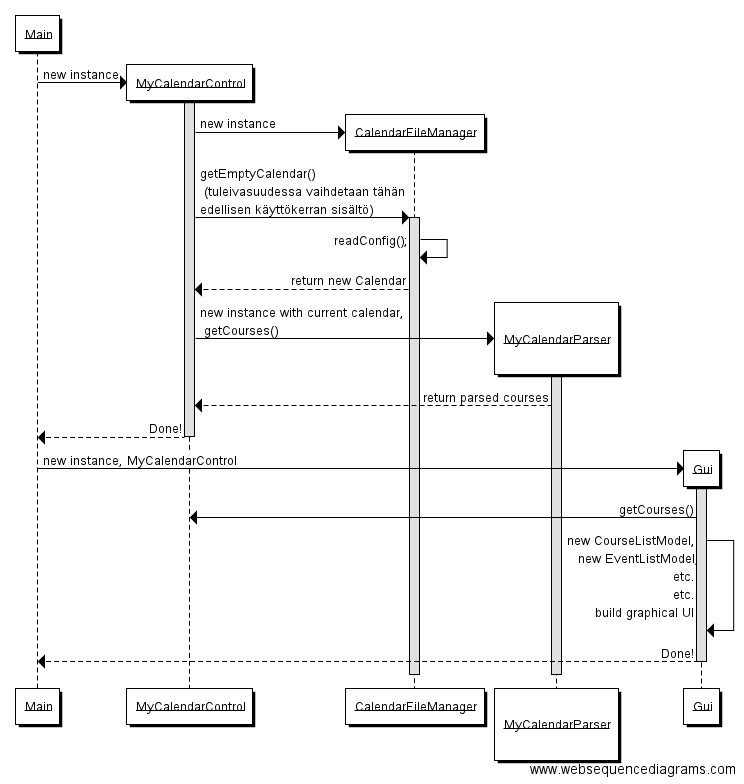 Main
new instance
MyCalendarControl
new instance
CalendarFileManager
getEmptyCalendar()
(tuleivasuudessa vaihdetaan tähän
edellisen käyttökerran sisältö)
readConfig();
return new Calendar
new instance with current calendar,
getCourses()
MyCalendarParser
return parsed courses
Done!
new instance, MyCalendarControl
Gui
getCourses()
new CourseListModel,
new EventListModel,
etc.
etc.
build graphical UI
Done!
Main
MyCalendarControl
CalendarFileManager
MyCalendarParser
Gui
www.websequencediagrams.com